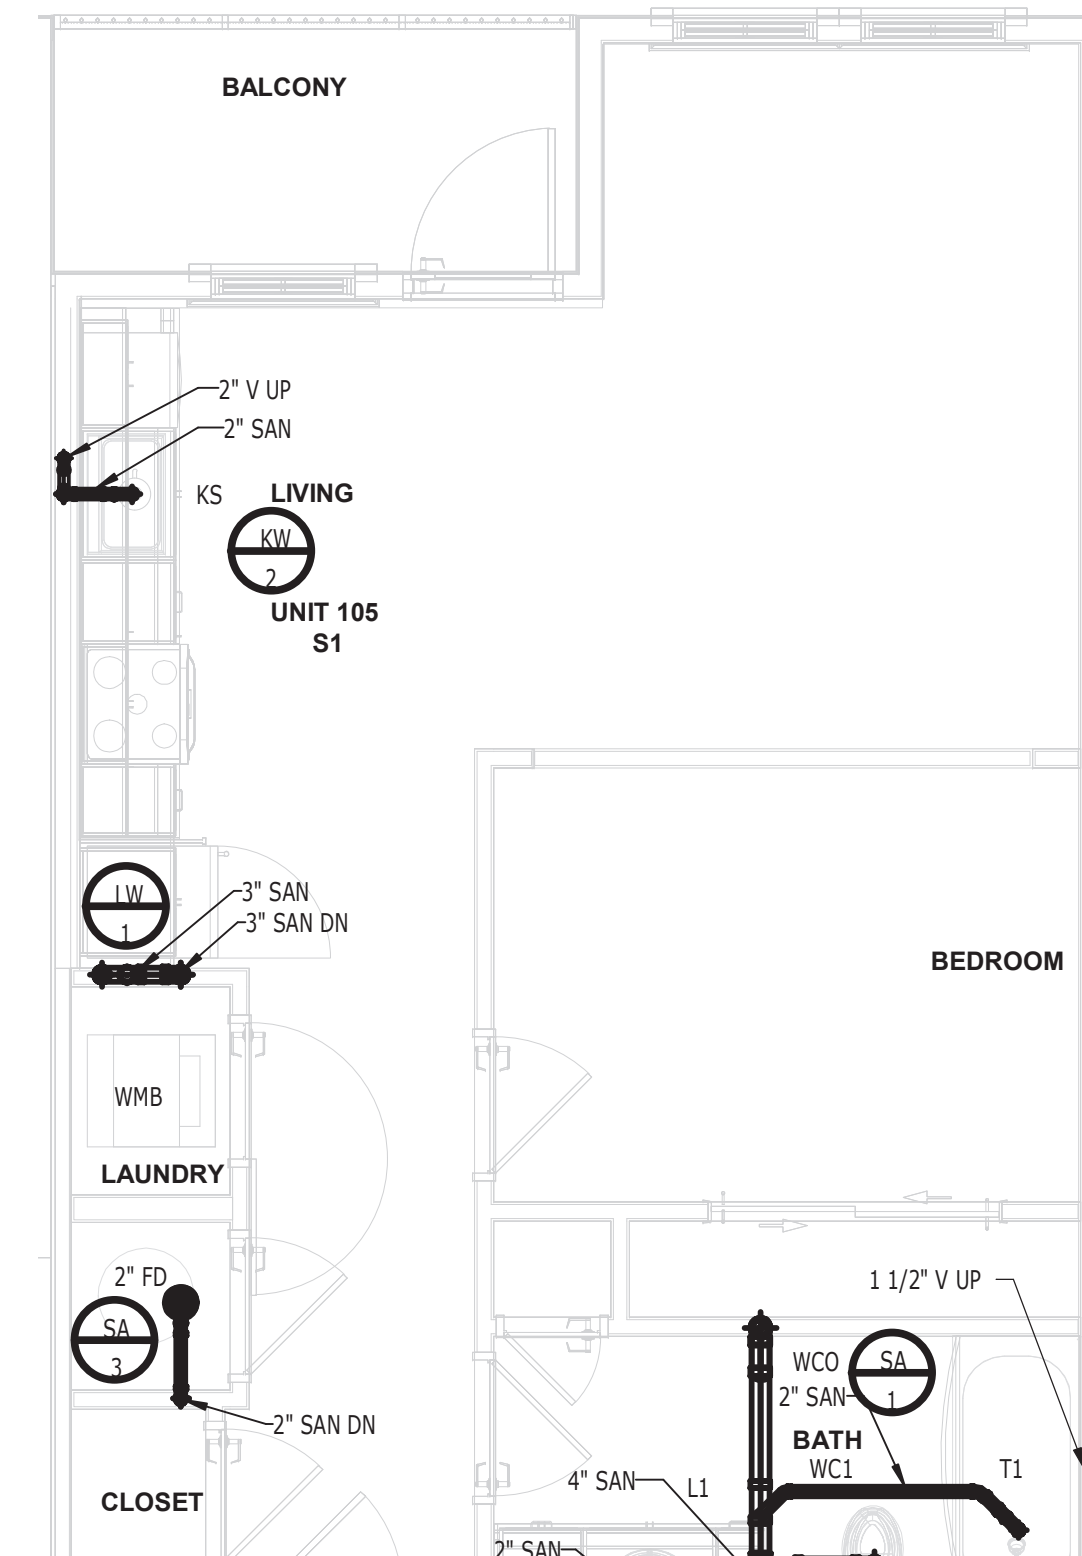 BALCONY
2" V UP
2" SAN
KS
LIVING
KW
2
UNIT 105
S1
LW
1
3" SAN
3" SAN DN
BEDROOM
WMB
LAUNDRY
2" FD
SA
3
1 1/2" V UP
WCO
SA
1
2" SAN
2" SAN DN
BATH
WC1
T1
4" SAN
L1
CLOSET
2" SAN